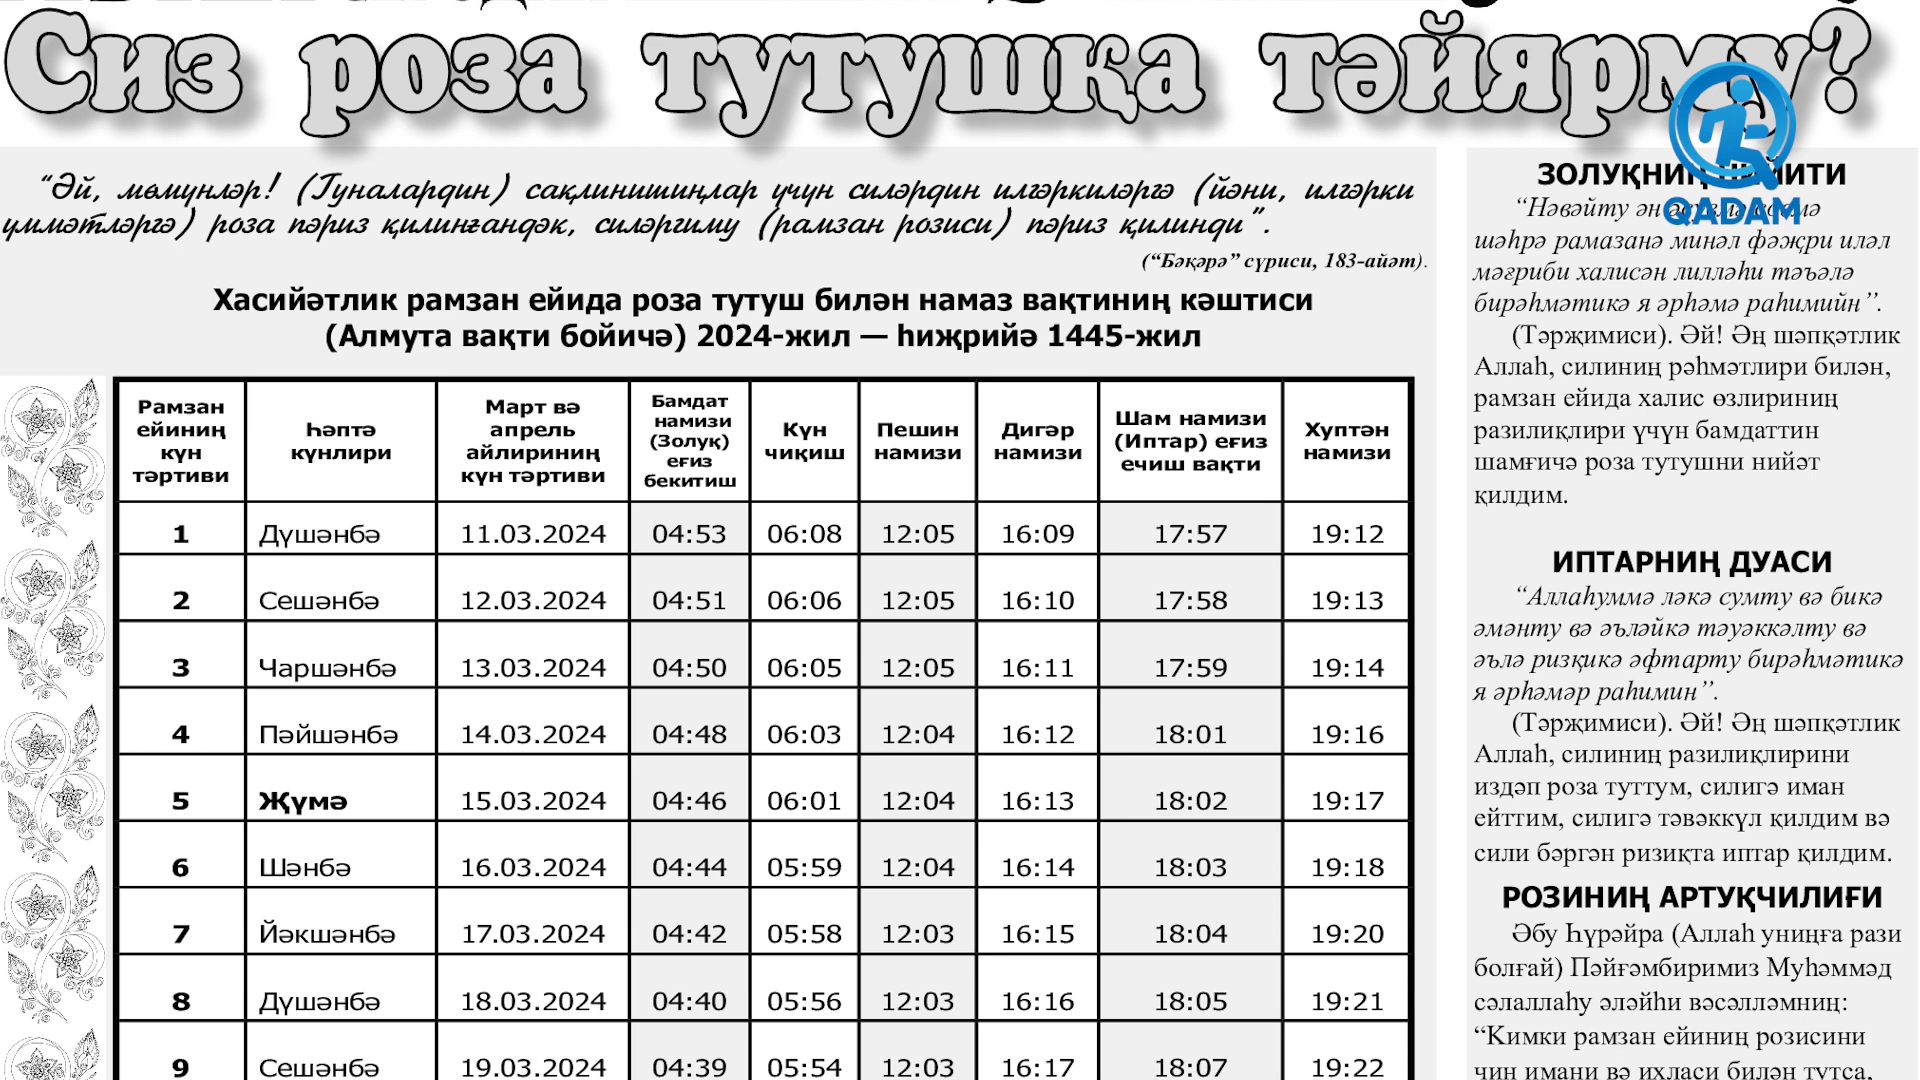 Сиз роза тутушқа тәйярму?
“Әй, мөмүнләр! (Гуналардин) сақлинишиңлар үчүн силәрдин илгәркиләргә (йәни, илгәрки
үммәтләргә) роза пәриз қилинғандәк, силәргиму (рамзан розиси) пәриз қилинди”.
(“Бәқәрә” сүриси, 183-айәт).
Хасийәтлик рамзан ейида роза тутуш билән намаз вақтиниң кәштиси
(Алмута вақти бойичә) 2024-жил — һиҗрийә 1445-жил
Рамзан ейиниң күн тәртиви Һәптә күнлири Март вә апрель айлириниң күн тәртиви Бамдат намизи (Золуқ) еғиз бекитиш Күн чиқиш Пешин намизи Дигәр намизи Шам намизи (Иптар) еғиз ечиш вақти Хуптән намизи
1 Дүшәнбә 11.03.2024 04:53 06:08 12:05 16:09 17:57 19:12
2 Сешәнбә 12.03.2024 04:51 06:06 12:05 16:10 17:58 19:13
3 Чаршәнбә 13.03.2024 04:50 06:05 12:05 16:11 17:59 19:14
4 Пәйшәнбә 14.03.2024 04:48 06:03 12:04 16:12 18:01 19:16
5 Җүмә 15.03.2024 04:46 06:01 12:04 16:13 18:02 19:17
6 Шәнбә 16.03.2024 04:44 05:59 12:04 16:14 18:03 19:18
7 Йәкшәнбә 17.03.2024 04:42 05:58 12:03 16:15 18:04 19:20
8 Дүшәнбә 18.03.2024 04:40 05:56 12:03 16:16 18:05 19:21
9 Сешәнбә 19.03.2024 04:39 05:54 12:03 16:17 18:07 19:22
QADAM
ЗОЛУҚНИҢ
“Нәвәйту ән
шәһрә рамазанә минәл фәҗри иләл
мәғриби халисән лилләһи тәъәлә
бирәһмәтикә я әрһәмә раһимийн”.
(Тәрҗимиси). Әй! Әң шәпқәтлик
Аллаһ, силиниң рәһмәтлири билән,
рамзан ейида халис өзлириниң
разилиқлири үчүн бамдаттин
шамғичә роза тутушни нийәт
қилдим.
ИПТАРНИҢ ДУАСИ
“Аллаһуммә ләкә сумту вә бикә
әмәнту вә әъләйкә тәуәккәлту вә
әълә ризқикә әфтарту бирәһмәтикә
я әрһәмәр раһимин”.
(Тәрҗимиси). Әй! Әң шәпқәтлик
Аллаһ, силиниң разилиқлирини
издәп роза туттум, силигә иман
ейттим, силигә тәвәккүл қилдим вә
сили бәргән ризиқта иптар қилдим.
РОЗИНИҢ АРТУҚЧИЛИҒИ
Әбу Һүрәйра (Аллаһ униңға рази
болғай) Пәйғәмбиримиз Муһәммәд
сәлаллаһу әләйһи вәсәлләмниң:
“Кимки рамзан ейиниң розисини
чин имани вә ихласи билән тутса,